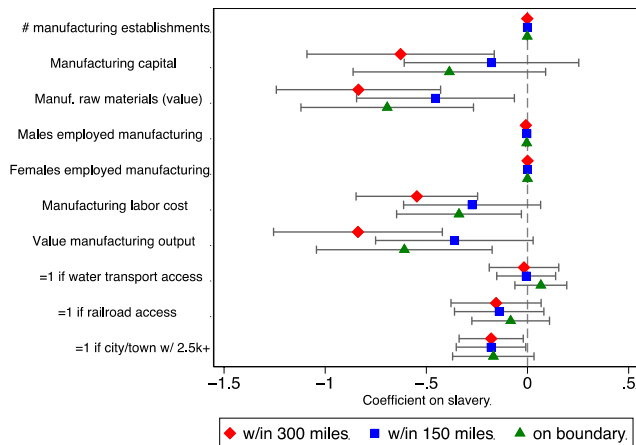 # manufacturing establishments.
Manufacturing capital
Manuf. raw materials (value)
Males employed manufacturing
Females employed manufacturing.
Manufacturing labor cost
Value manufacturing output
=1 if water transport access
=1 if railroad access
=1 if city/town w/ 2.5k+
-1.5 -1 -.5 0 .5
Coefficient on slavery.
w/in 300 miles. w/in 150 miles. on boundary.